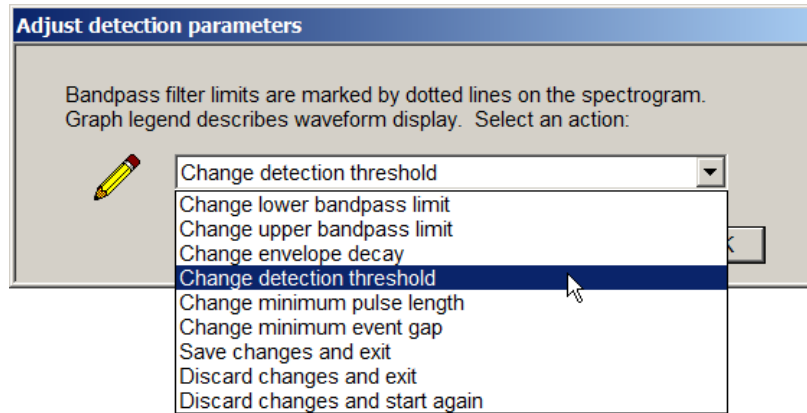 Adjust detection parameters
Bandpass filter limits are marked by dotted lines on the spectrogram.
Graph legend describes waveform display.  Select an action:
Change detection threshold
Change lower bandpass limit
Change upper bandpass limit
Change envelope decay
Change detection threshold
Change minimum pulse length
Change minimum event gap
Save changes and exit
Discard changes and exit
Discard changes and start again